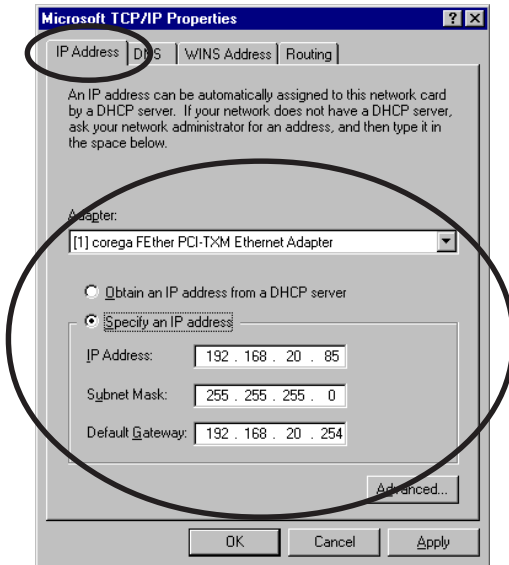 Microsoft TCP/IP Properties
IP Address DNS WINS Address Routing
An IP address can be automatically assigned to this network card
by a DHCP server. If your network does not have a DHCP server,
ask your network administrator for an address, and then type it in
the space below.
Adapter:
[1] corega FEther PCI-TXM Ethernet Adapter
Obtain an IP address from a DHCP server
Specify an IP address
IP Address: 192 . 168 . 20 . 85
Subnet Mask: 255 . 255 . 255 . 0
Default Gateway: 192 . 168 . 20 . 254
Advanced...
OK Cancel Apply